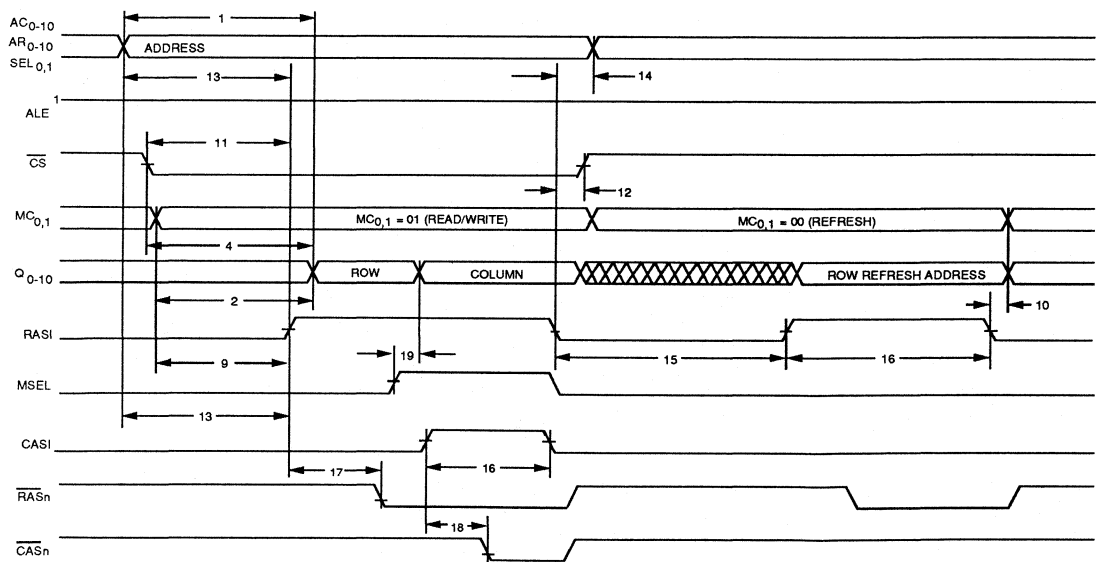 1
AC0-10
AR0-10
ADDRESS
SEL0,1
13
14
ALE
1
11
CS
12
MC0,1
MC0,1 = 01 (READ/WRITE)
MC0,1 = 00 (REFRESH)
4
Q0-10
ROW
COLUMN
ROW REFRESH ADDRESS
2
10
RASI
9
19
15
16
MSEL
13
CASI
16
17
RASn
18
CASn